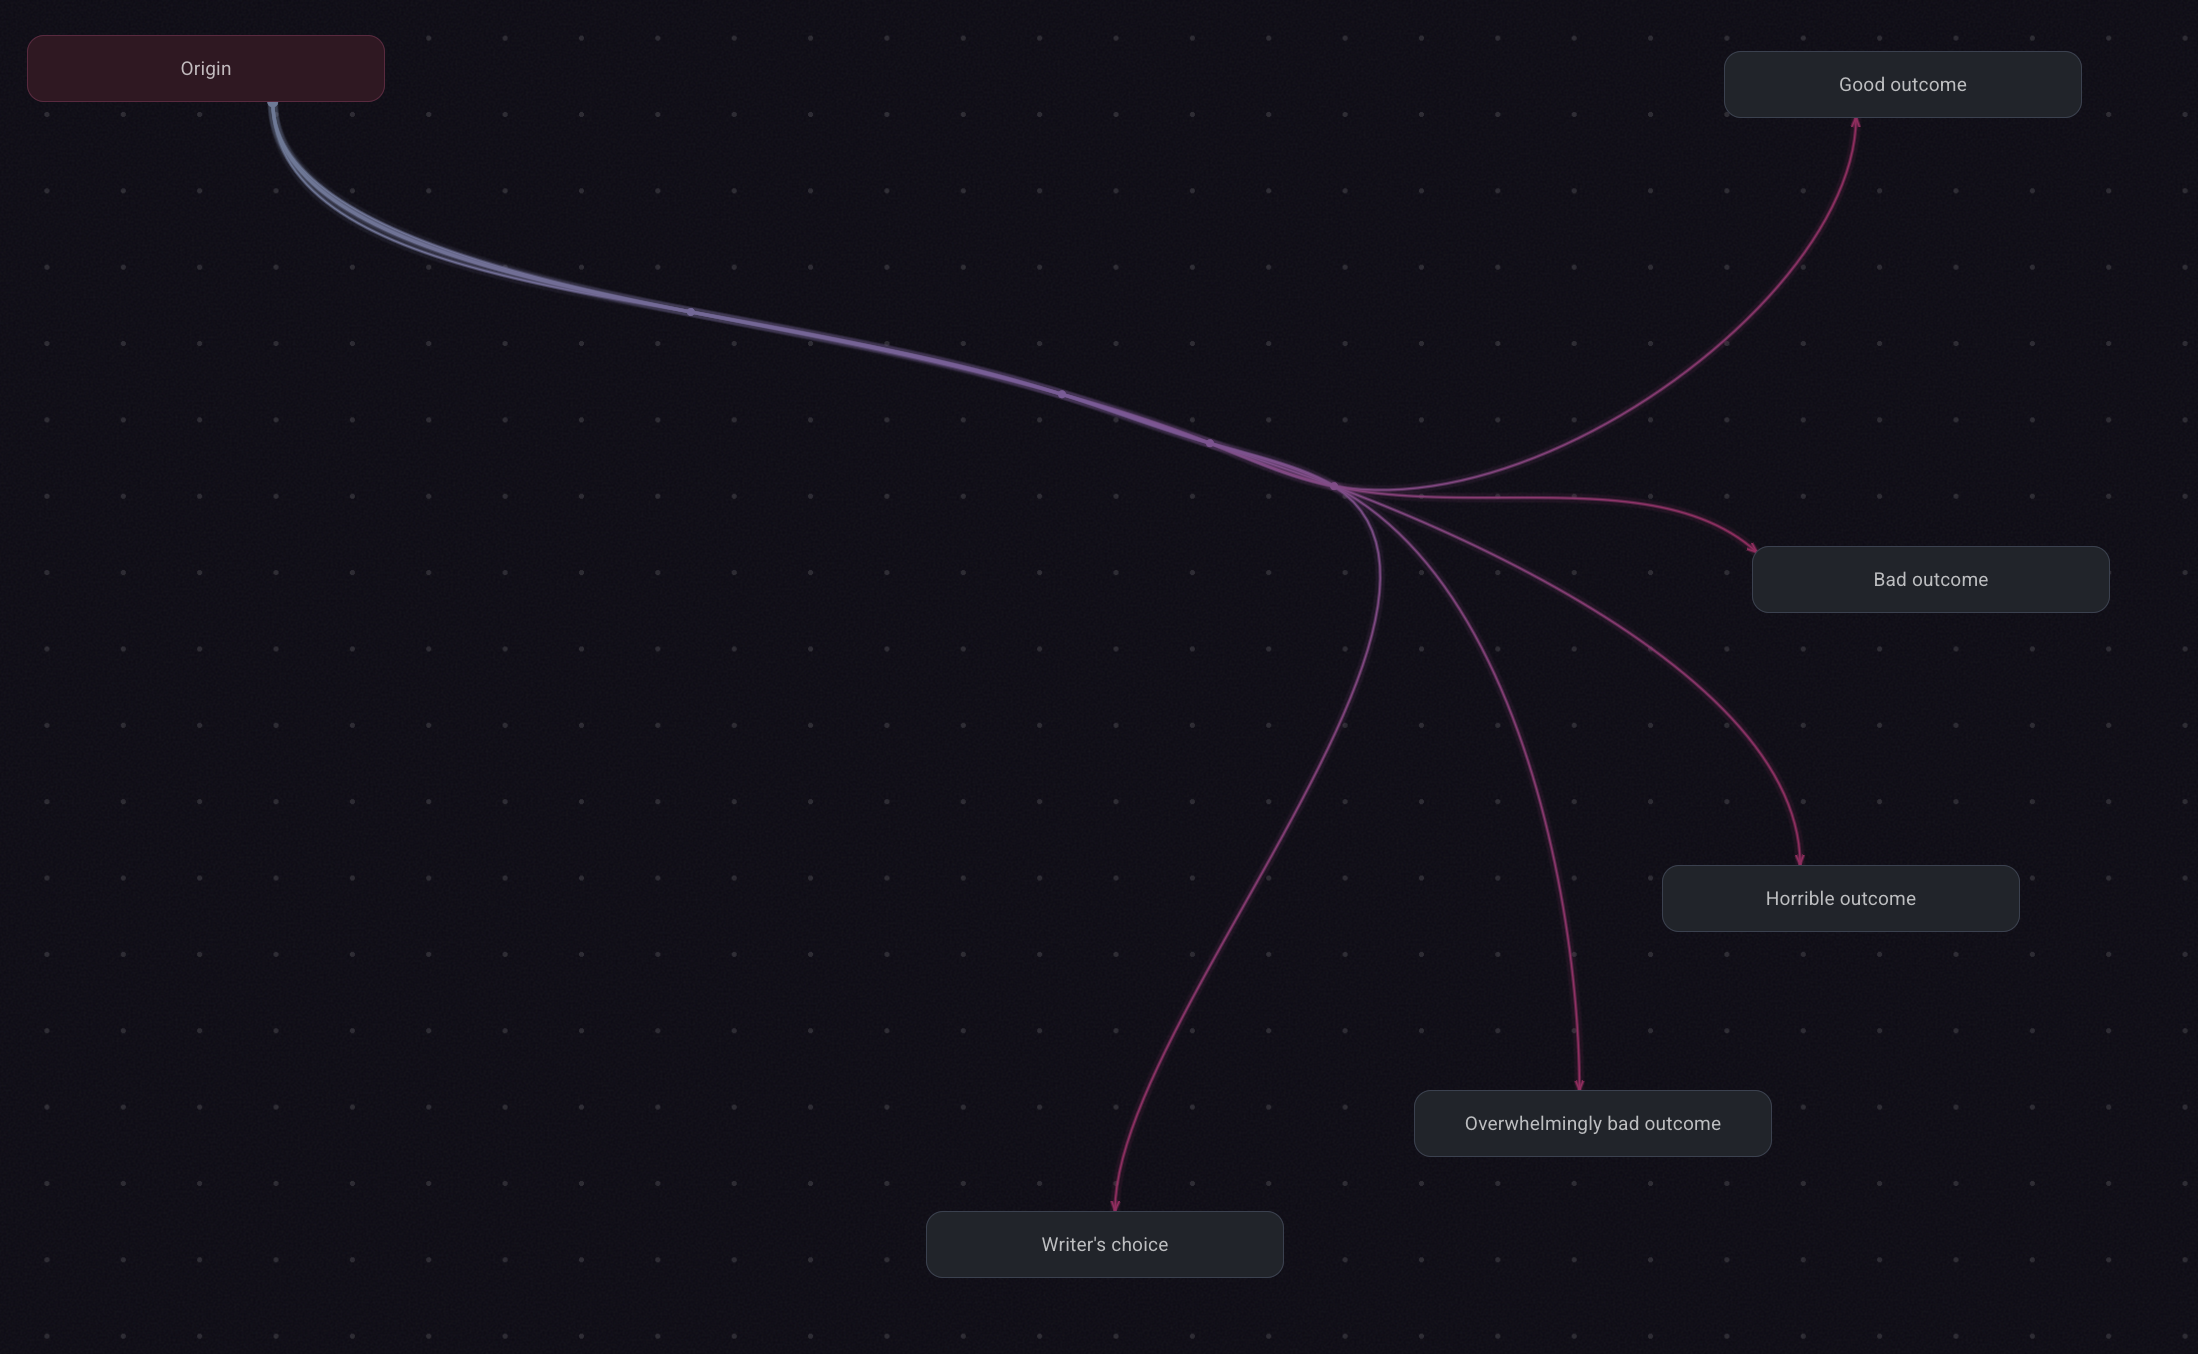 Origin
Good outcome
Bad outcome
Horrible outcome
Overwhelmingly bad outcome
Writer's choice